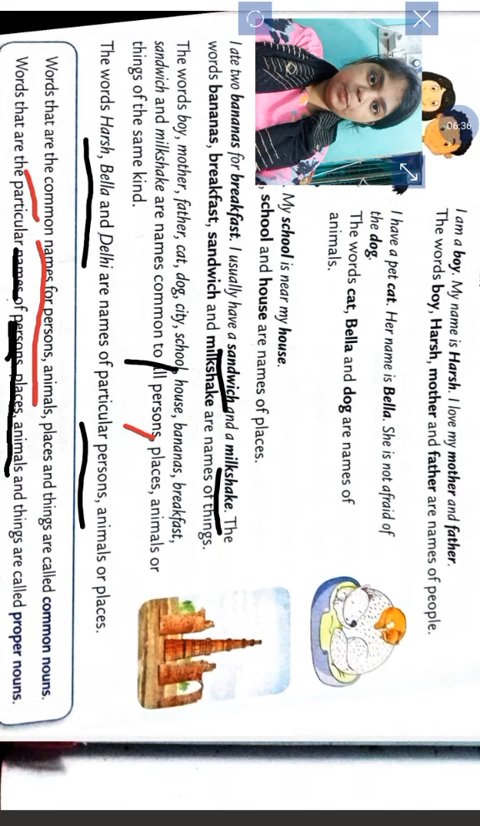 06:36
I am a boy. My name is Harsh. I love my mother and father.
The words boy, Harsh, mother and father are names of people.
I have a pet cat. Her name is Bella. She is not afraid of
the dog.
The words cat, Bella and dog are names of
animals.
. My school is near my house.
, school and house are names of places.
I ate two bananas for breakfast. I usually have a sandwich and a milkshake. The
words bananas, breakfast, sandwich and milkshake are names of things.
The words boy, mother, father, cat, dog, city, school, house, bananas, breakfast,
sandwich and milkshake are names common to all persons, places, animals or
things of the same kind.
The words Harsh, Bella and Delhi are names of particular persons, animals or places.
Words that are the common names for persons, animals, places and things are called common nouns.
Words that are the particular names of persons, places, animals and things are called proper nouns.